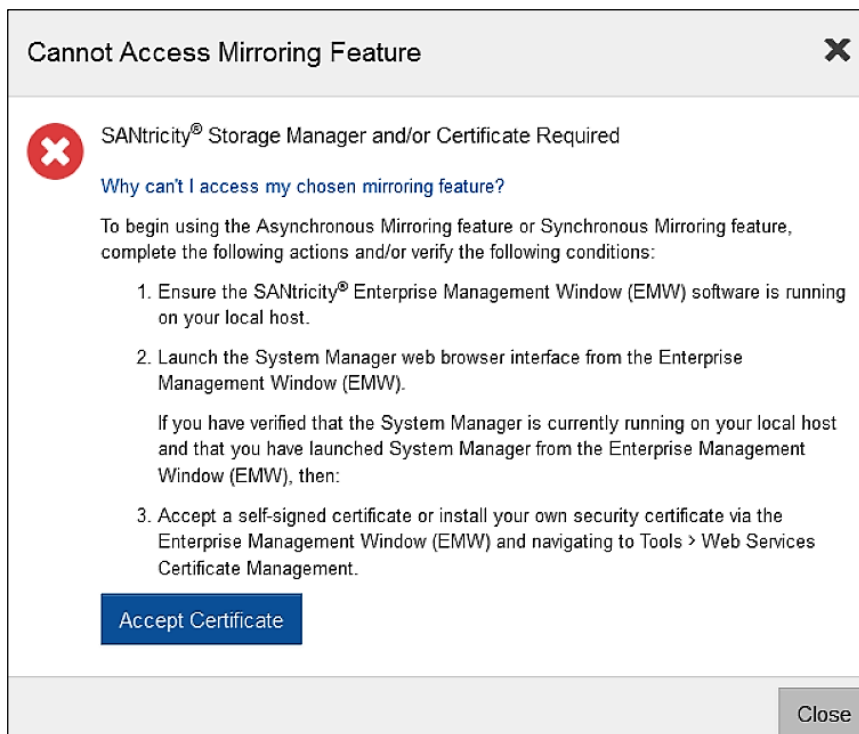 Cannot Access Mirroring Feature
SANtricity® Storage Manager and/or Certificate Required
Why can't I access my chosen mirroring feature?
To begin using the Asynchronous Mirroring feature or Synchronous Mirroring feature,
complete the following actions and/or verify the following conditions:
1. Ensure the SANtricity® Enterprise Management Window (EMW) software is running
on your local host.
2. Launch the System Manager web browser interface from the Enterprise
Management Window (EMW).
If you have verified that the System Manager is currently running on your local host
and that you have launched System Manager from the Enterprise Management
Window (EMW), then:
3. Accept a self-signed certificate or install your own security certificate via the
Enterprise Management Window (EMW) and navigating to Tools > Web Services
Certificate Management.
Accept Certificate
Close